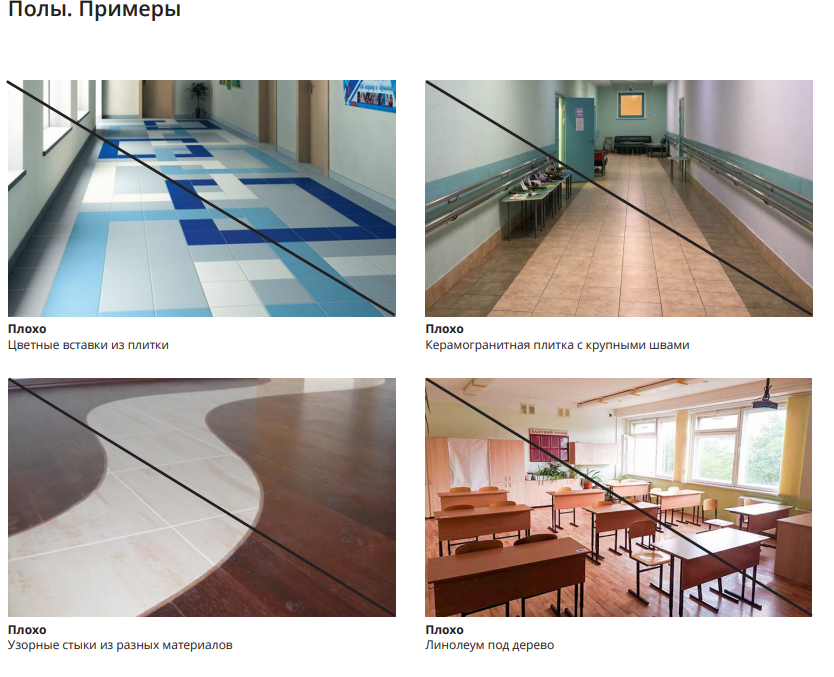 Полы. Примеры
Плохо
Цветные вставки из плитки
Плохо
Керамогранитная плитка с крупными швами
Плохо
Узорные стыки из разных материалов
Плохо
Линолеум под дерево